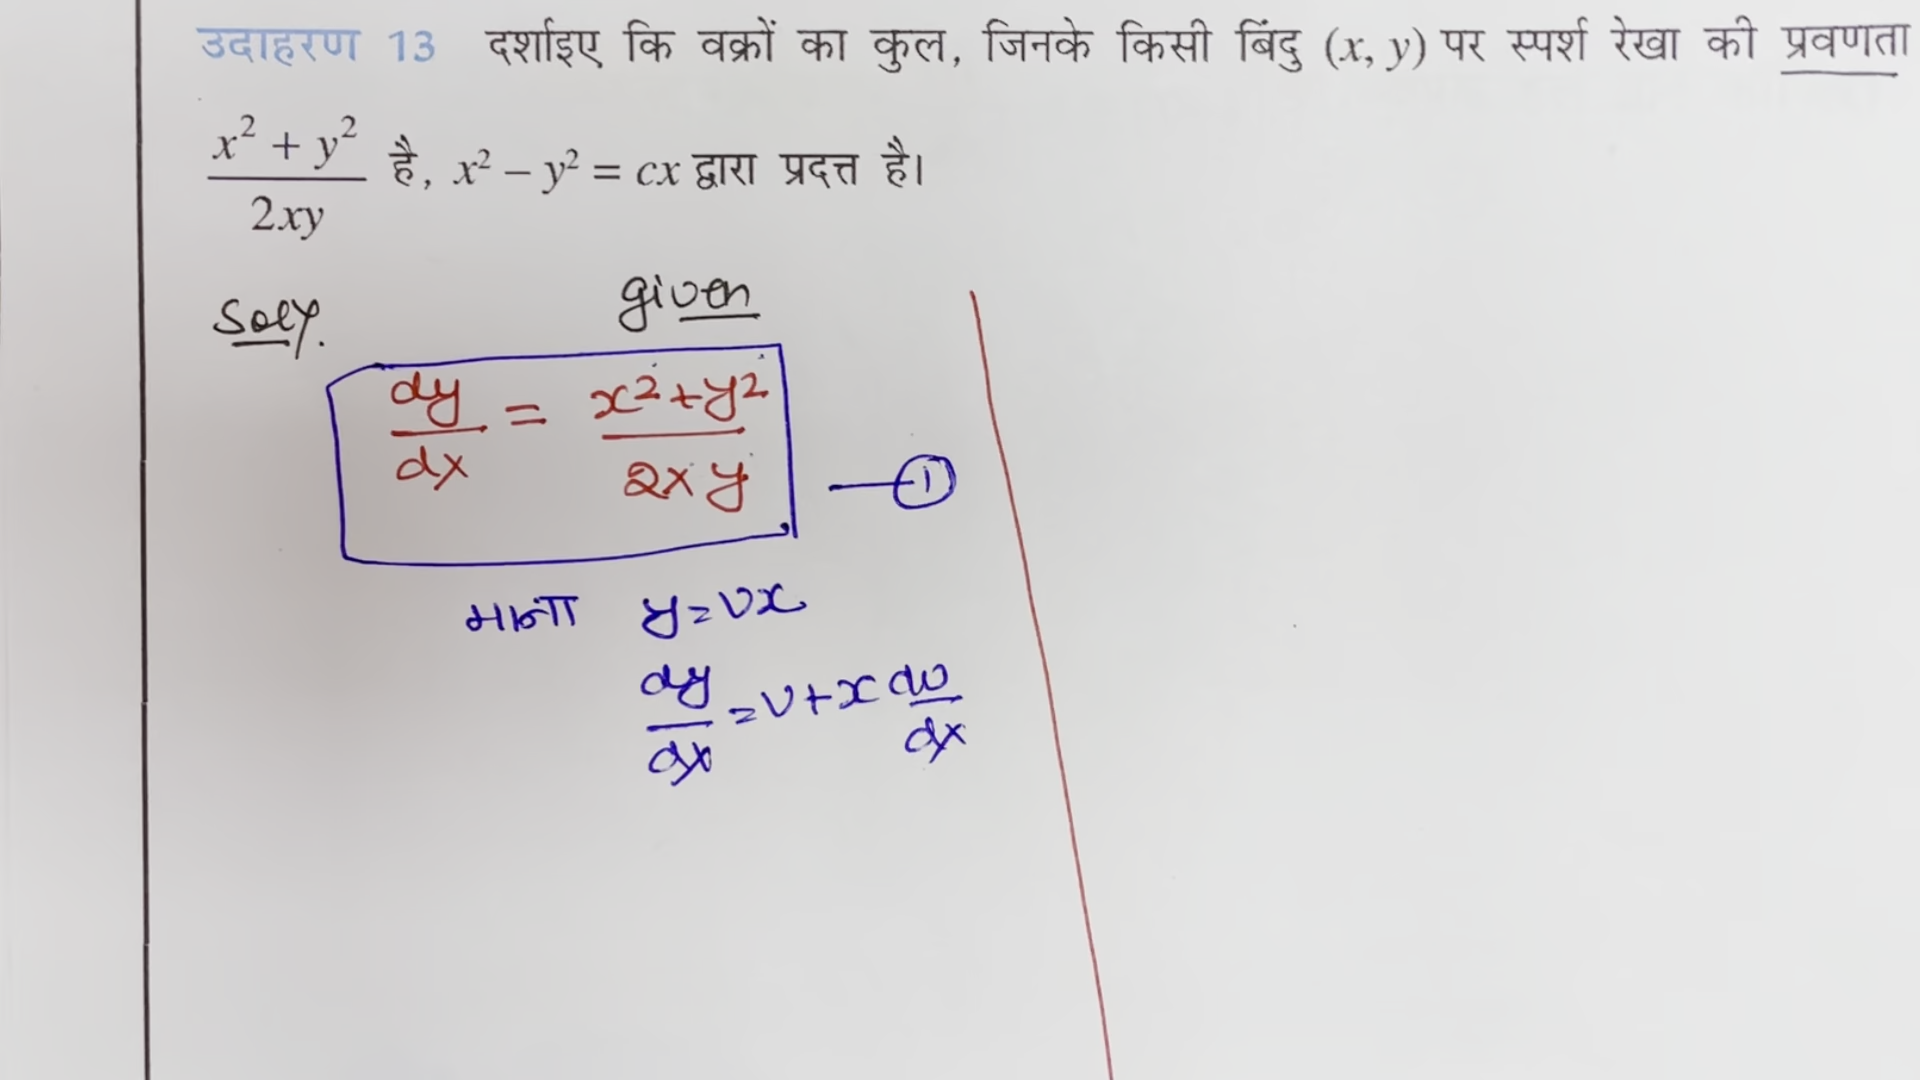 उदाहरण 13 दर्शाइए कि वक्रों का कुल, जिनके किसी बिंदु (x, y) पर स्पर्श रेखा की प्रवणता
x² + y² / 2xy है, x² – y² = cx द्वारा प्रदत्त है।
Solⁿ. given
dy/dx = x²+y² / 2xy —①
माना y=vx
dy/dx = v+x dv/dx